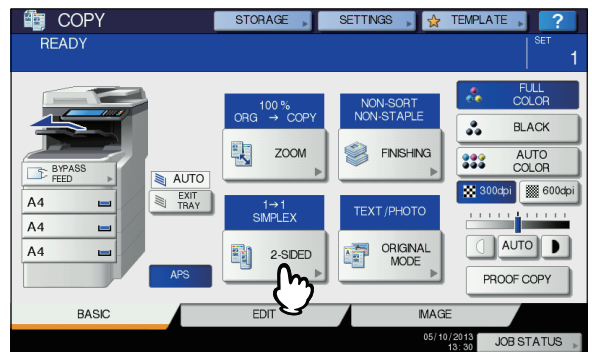 COPY
STORAGE
SETTINGS
TEMPLATE
?
READY
SET
1
100 %
ORG → COPY
ZOOM
NON-SORT
NON-STAPLE
FINISHING
FULL
COLOR
BLACK
AUTO
COLOR
300dpi
600dpi
BYPASS
FEED
A4
A4
A4
AUTO
EXIT
TRAY
APS
1→1
SIMPLEX
2-SIDED
TEXT/PHOTO
ORIGINAL
MODE
AUTO
PROOF COPY
BASIC
EDIT
IMAGE
05/10/2013
13:30
JOB STATUS